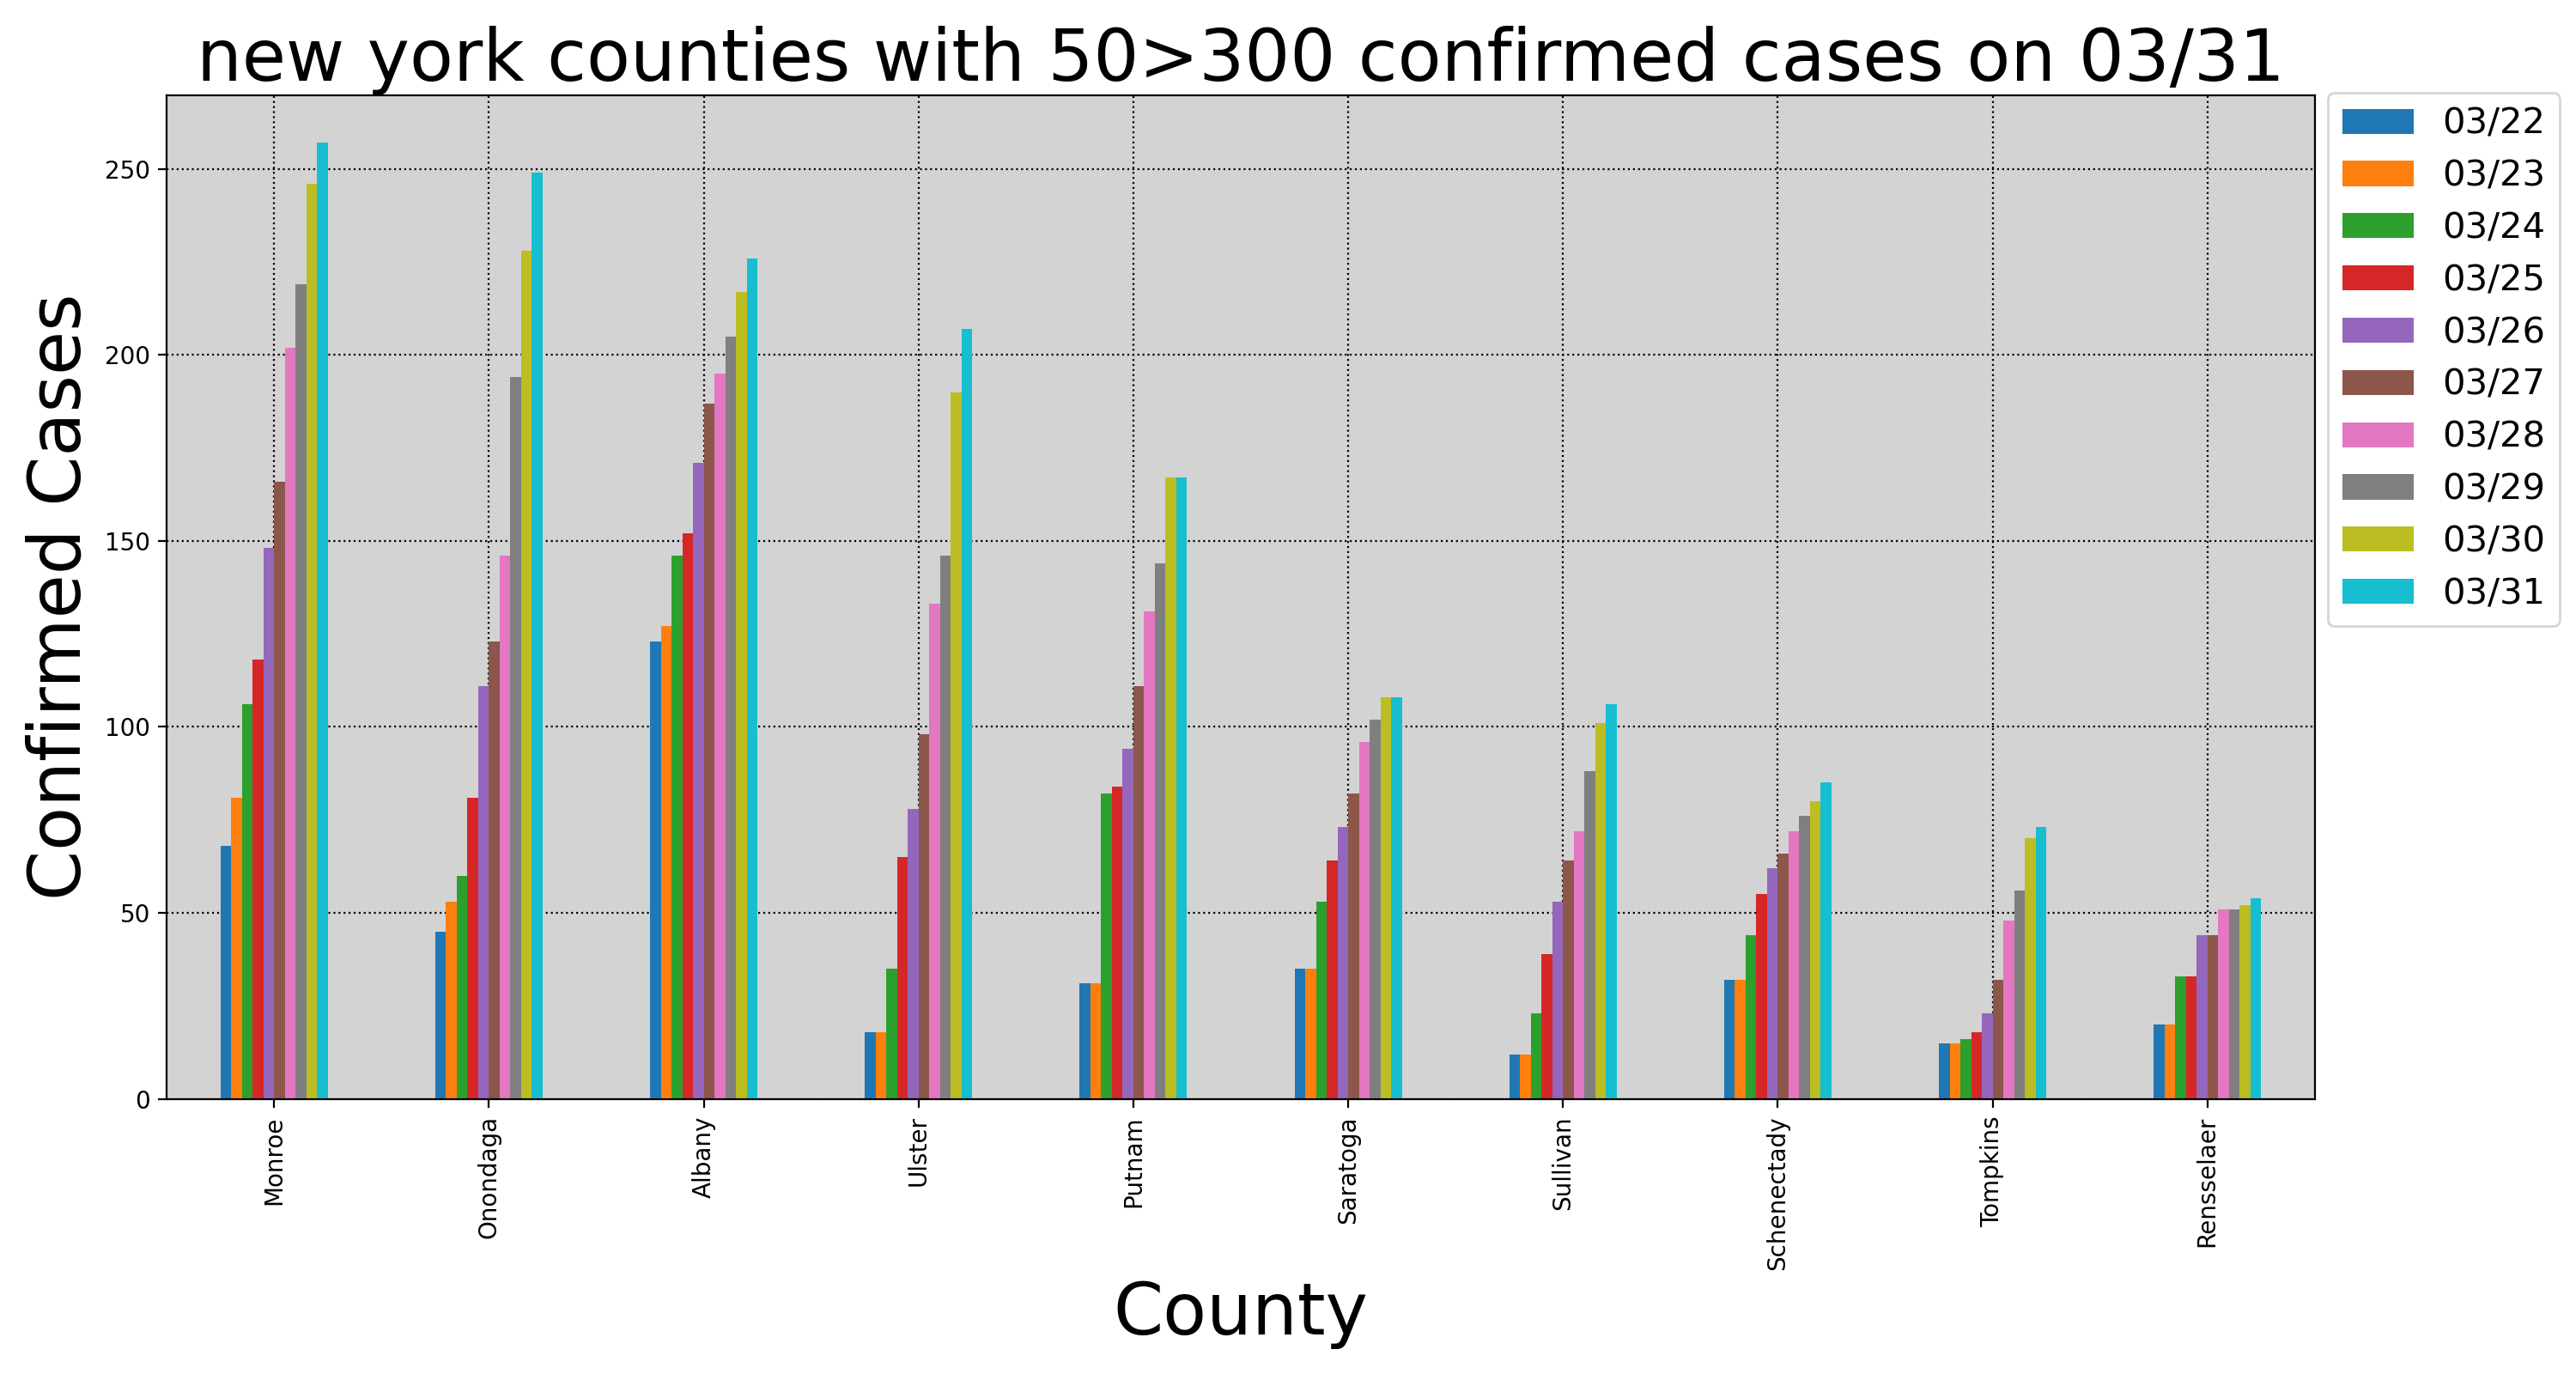 new york counties with 50>300 confirmed cases on 03/31
Confirmed Cases
250
200
150
100
50
0
Monroe
Onondaga
Albany
Ulster
Putnam
Saratoga
Sullivan
Schenectady
Tompkins
Rensselaer
County
03/22
03/23
03/24
03/25
03/26
03/27
03/28
03/29
03/30
03/31